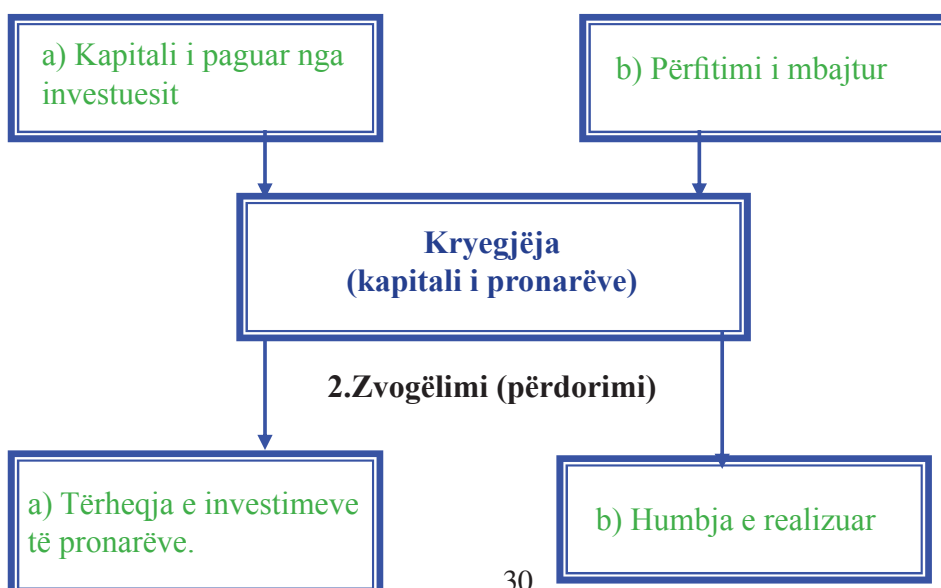 a) Kapitali i paguar nga
investuesit
b) Përfitimi i mbajtur
Kryegjëja
(kapitali i pronarëve)
2.Zvogëlimi (përdorimi)
a) Tërheqja e investimeve
të pronarëve.
b) Humbja e realizuar
30